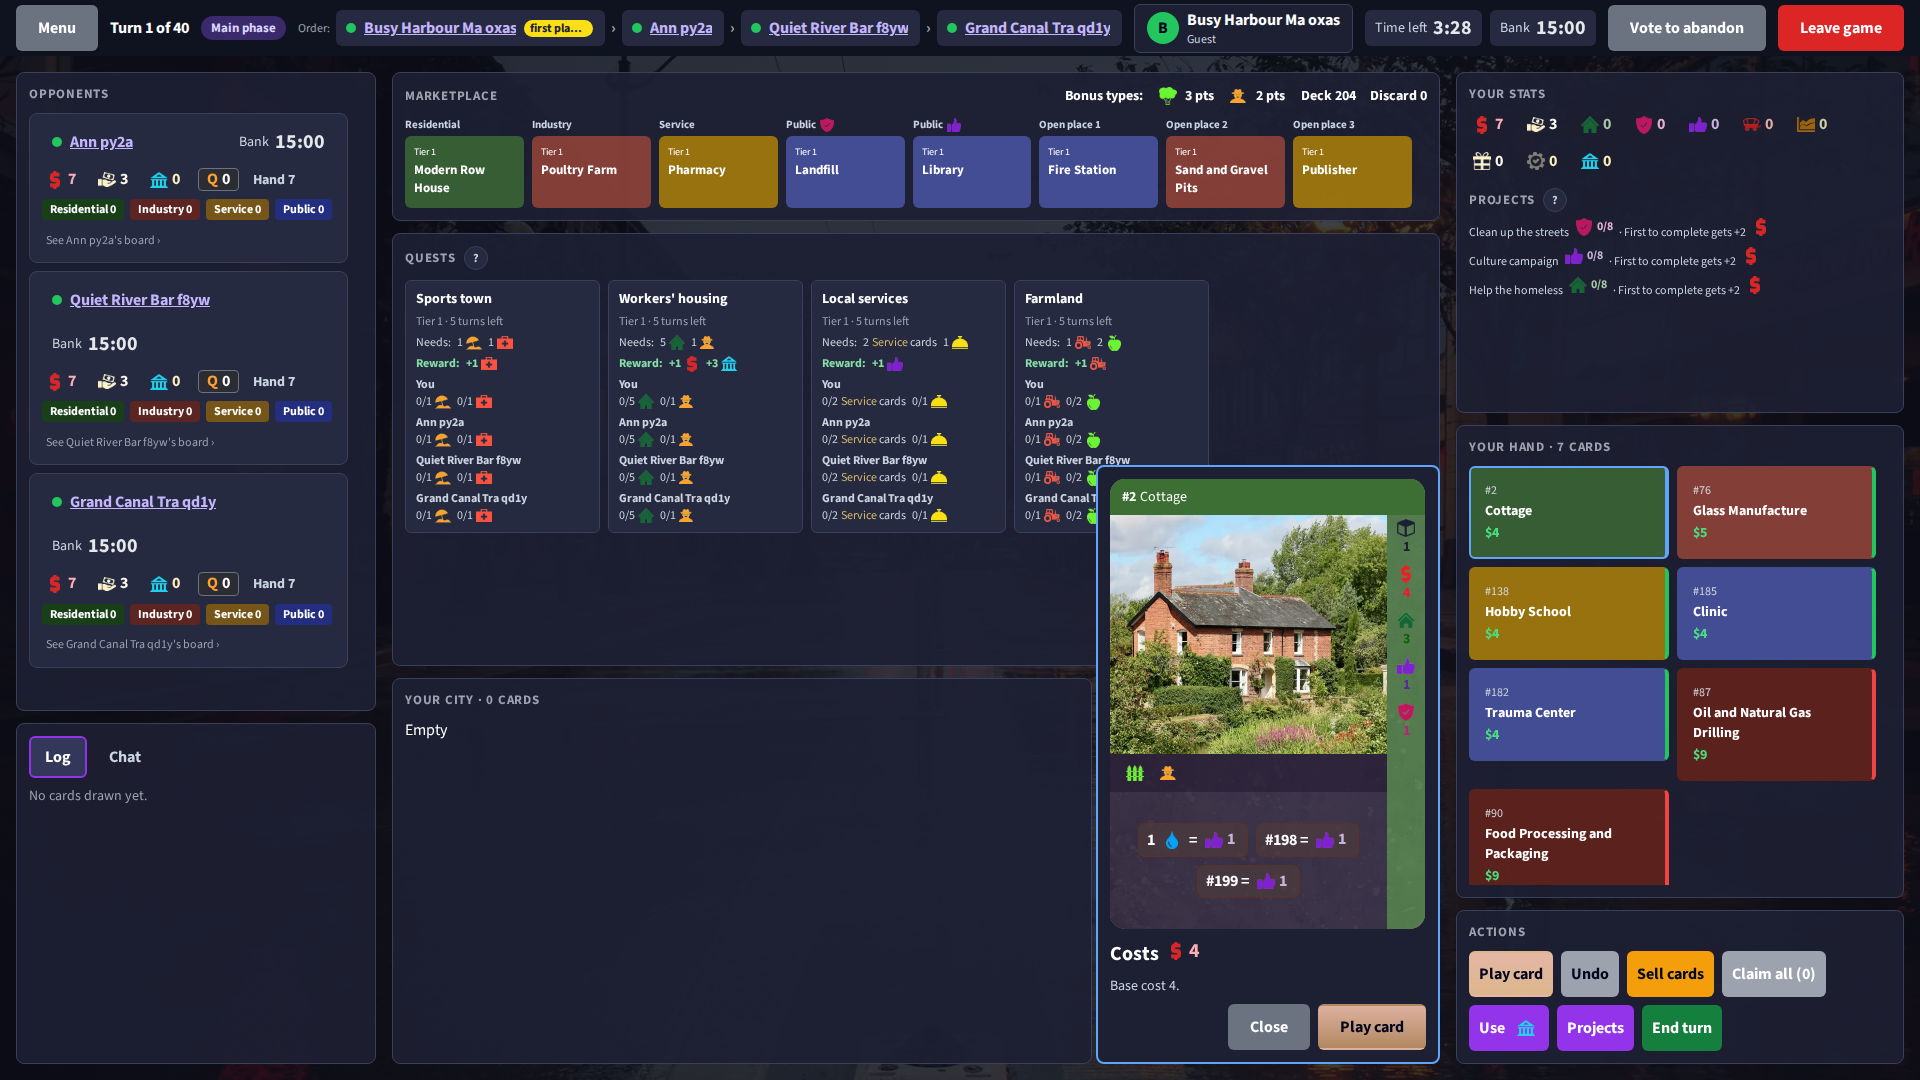 Menu
Turn 1 of 40
Main phase
Order:
Busy Harbour Ma oxas
first pla...
›
Ann py2a
›
Quiet River Bar f8yw
›
Grand Canal Tra qd1y
B
Busy Harbour Ma oxas
Guest
Time left 3:28
Bank 15:00
Vote to abandon
Leave game
OPPONENTS
Ann py2a
Bank 15:00
7 3 0 Q 0 Hand 7
Residential 0 Industry 0 Service 0 Public 0
See Ann py2a's board ›
Quiet River Bar f8yw
Bank 15:00
7 3 0 Q 0 Hand 7
Residential 0 Industry 0 Service 0 Public 0
See Quiet River Bar f8yw's board ›
Grand Canal Tra qd1y
Bank 15:00
7 3 0 Q 0 Hand 7
Residential 0 Industry 0 Service 0 Public 0
See Grand Canal Tra qd1y's board ›
Log
Chat
No cards drawn yet.
MARKETPLACE
Bonus types: 3 pts 2 pts Deck 204 Discard 0
Residential
Tier 1
Modern Row
House
Industry
Tier 1
Poultry Farm
Service
Tier 1
Pharmacy
Public
Tier 1
Landfill
Public
Tier 1
Library
Open place 1
Tier 1
Fire Station
Open place 2
Tier 1
Sand and Gravel
Pits
Open place 3
Tier 1
Publisher
QUESTS ?
Sports town
Tier 1 · 5 turns left
Needs: 1 1
Reward: +1
You
0/1 0/1
Ann py2a
0/1 0/1
Quiet River Bar f8yw
0/1 0/1
Grand Canal Tra qd1y
0/1 0/1
Workers' housing
Tier 1 · 5 turns left
Needs: 5 1
Reward: +1 +3
You
0/5 0/1
Ann py2a
0/5 0/1
Quiet River Bar f8yw
0/5 0/1
Grand Canal Tra qd1y
0/5 0/1
Local services
Tier 1 · 5 turns left
Needs: 2 Service cards 1
Reward: +1
You
0/2 Service cards 0/1
Ann py2a
0/2 Service cards 0/1
Quiet River Bar f8yw
0/2 Service cards 0/1
Grand Canal Tra qd1y
0/2 Service cards 0/1
Farmland
Tier 1 · 5 turns left
Needs: 1 2
Reward: +1
You
0/1 0/2
Ann py2a
0/1 0/2
Quiet River Bar f8yw
0/1 0/2
Grand Canal T
0/1 0/2
YOUR CITY · 0 CARDS
Empty
#2 Cottage
1
4
3
1
1
1 = 1
#198 = 1
#199 = 1
Costs 4
Base cost 4.
Close
Play card
YOUR STATS
7 3 0 0 0 0 0
0 0 0
PROJECTS ?
Clean up the streets 0/8 · First to complete gets +2
Culture campaign 0/8 · First to complete gets +2
Help the homeless 0/8 · First to complete gets +2
YOUR HAND · 7 CARDS
#2
Cottage
$4
#76
Glass Manufacture
$5
#138
Hobby School
$4
#185
Clinic
$4
#182
Trauma Center
$4
#87
Oil and Natural Gas
Drilling
$9
#90
Food Processing and
Packaging
$9
ACTIONS
Play card
Undo
Sell cards
Claim all (0)
Use
Projects
End turn